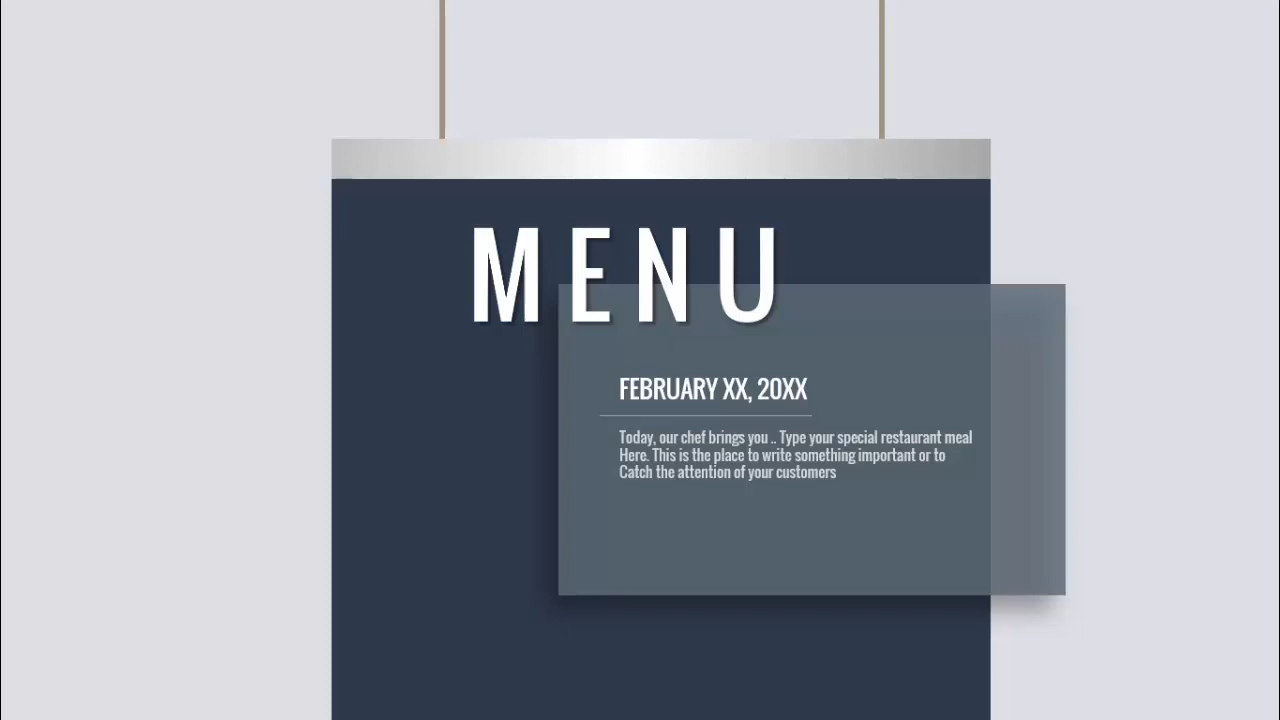 MENU
FEBRUARY XX, 20XX
Today, our chef brings you .. Type your special restaurant meal
Here. This is the place to write something important or to
Catch the attention of your customers